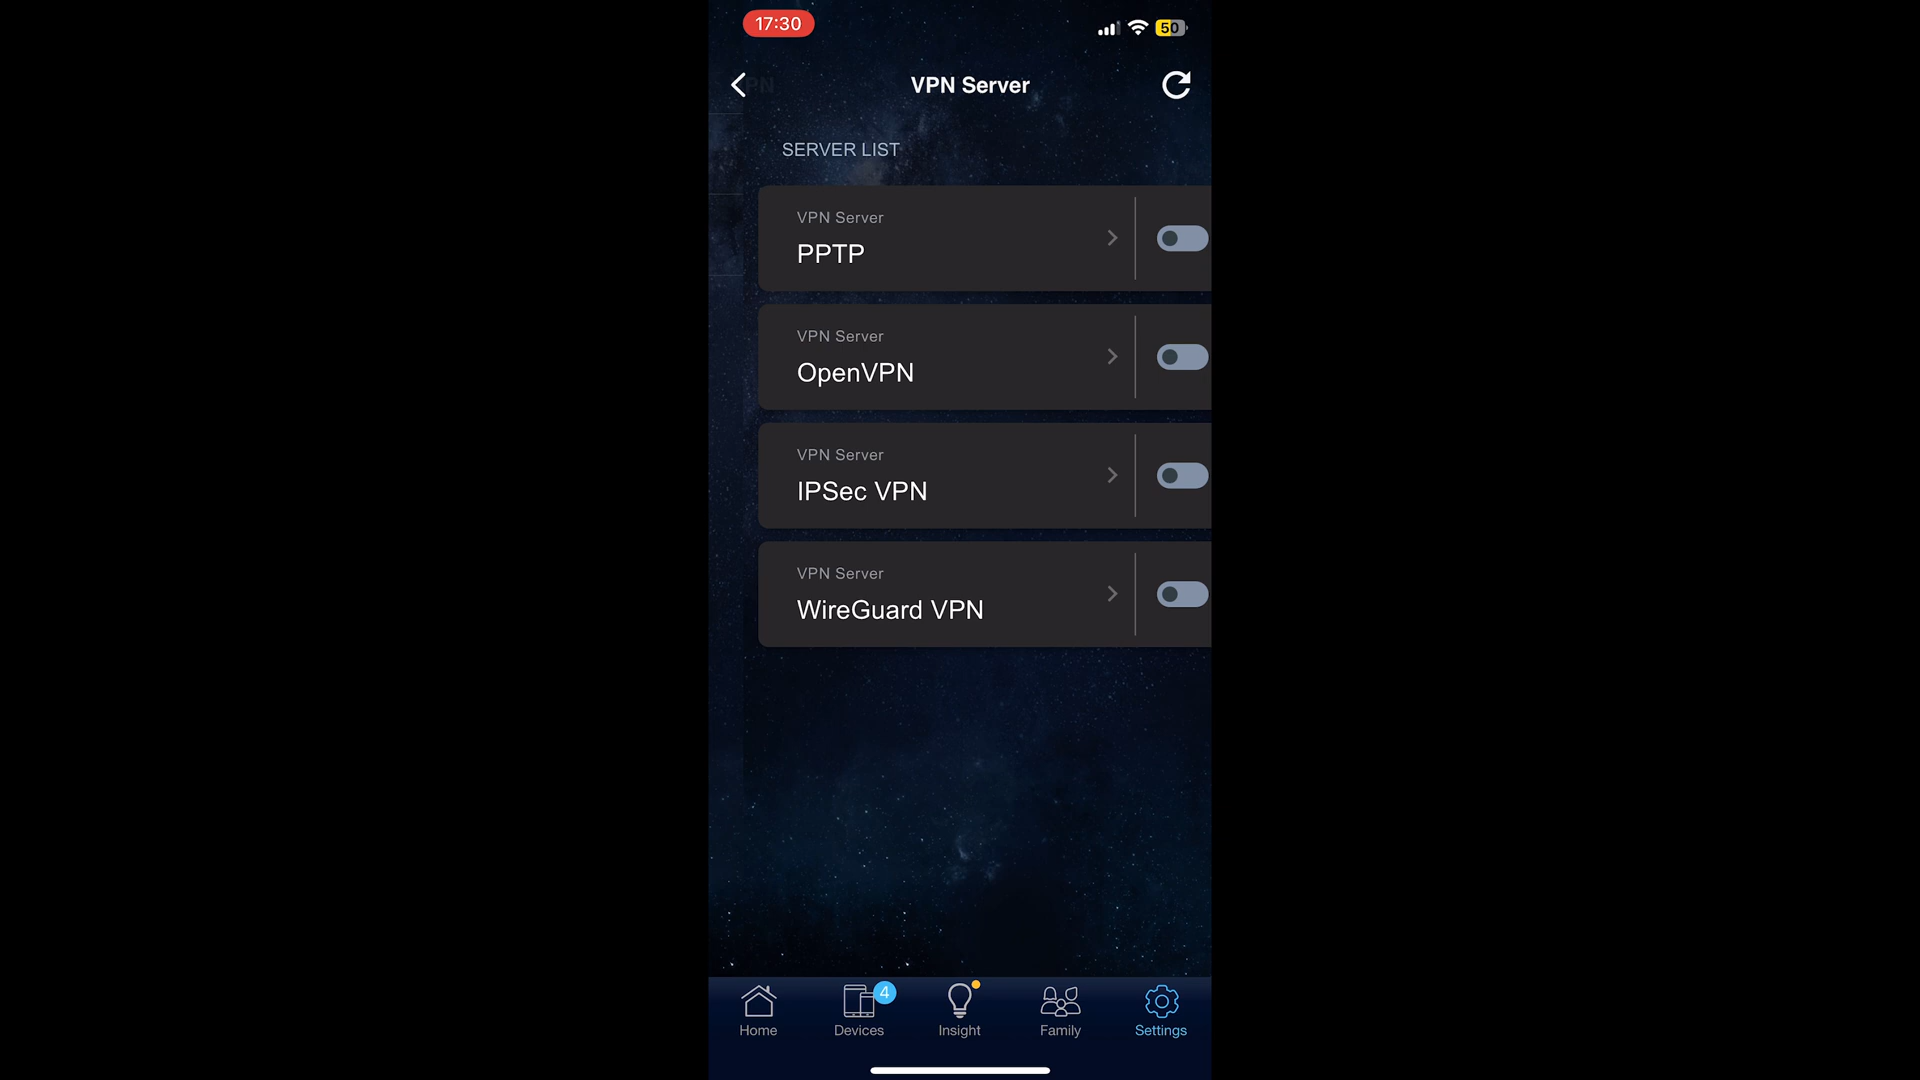 17:30
50
VPN Server
SERVER LIST
VPN Server
PPTP
VPN Server
OpenVPN
VPN Server
IPSec VPN
VPN Server
WireGuard VPN
4
Home
Devices
Insight
Family
Settings